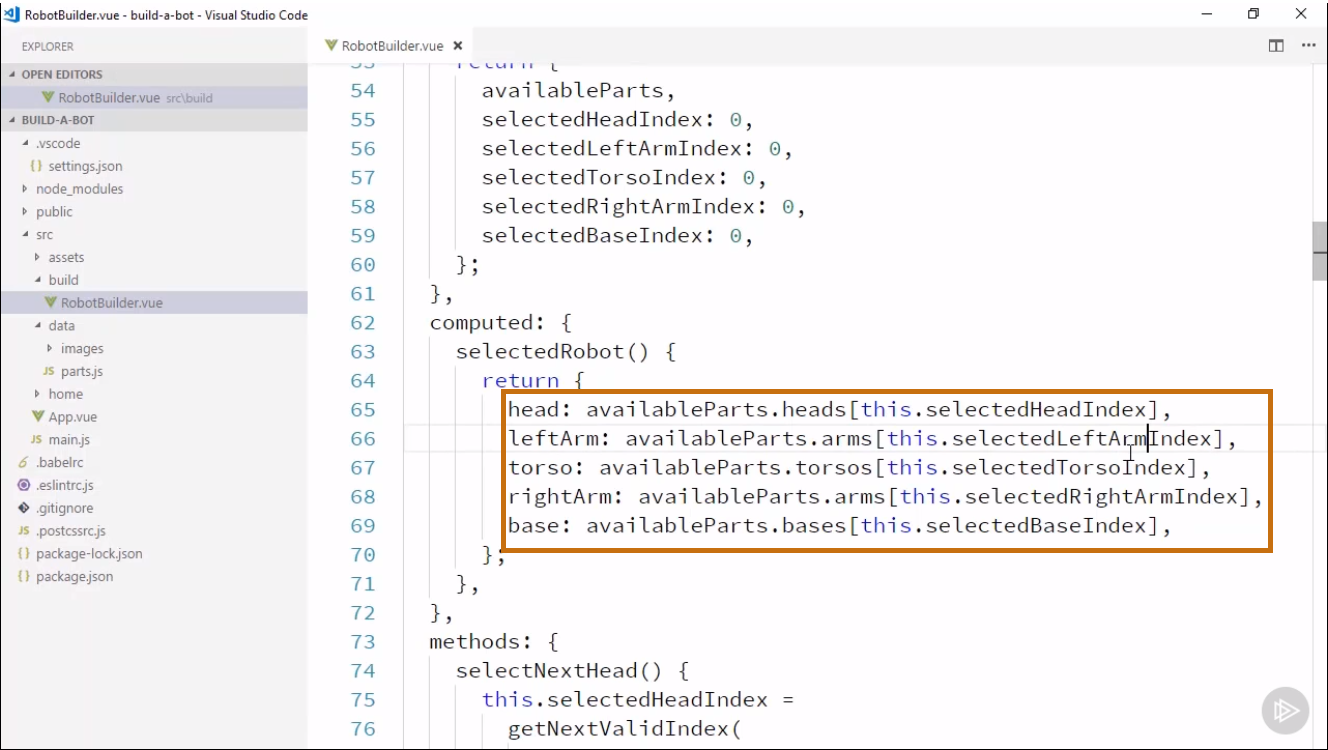 RobotBuilder.vue - build-a-bot - Visual Studio Code
EXPLORER
OPEN EDITORS
RobotBuilder.vue src\build
BUILD-A-BOT
.vscode
{} settings.json
node_modules
public
src
assets
build
RobotBuilder.vue
data
images
JS parts.js
home
App.vue
JS main.js
.babelrc
.eslintrc.js
.gitignore
JS .postcssrc.js
{} package-lock.json
{} package.json
RobotBuilder.vue
53 return {
54 availableParts,
55 selectedHeadIndex: 0,
56 selectedLeftArmIndex: 0,
57 selectedTorsoIndex: 0,
58 selectedRightArmIndex: 0,
59 selectedBaseIndex: 0,
60 };
61 },
62 computed: {
63 selectedRobot() {
64 return {
65 head: availableParts.heads[this.selectedHeadIndex],
66 leftArm: availableParts.arms[this.selectedLeftArmIndex],
67 torso: availableParts.torsos[this.selectedTorsoIndex],
68 rightArm: availableParts.arms[this.selectedRightArmIndex],
69 base: availableParts.bases[this.selectedBaseIndex],
70 };
71 },
72 },
73 methods: {
74 selectNextHead() {
75 this.selectedHeadIndex =
76 getNextValidIndex(